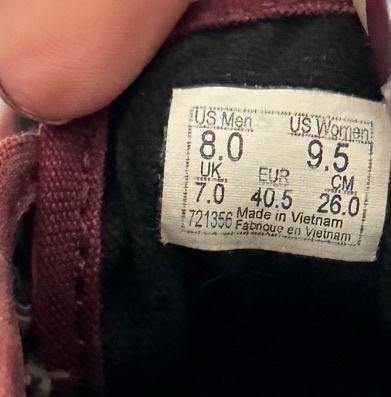 US Men US Women
8.0 9.5
UK EUR CM
7.0 40.5 26.0
721356 Made in Vietnam
Fabriqué en Vietnam